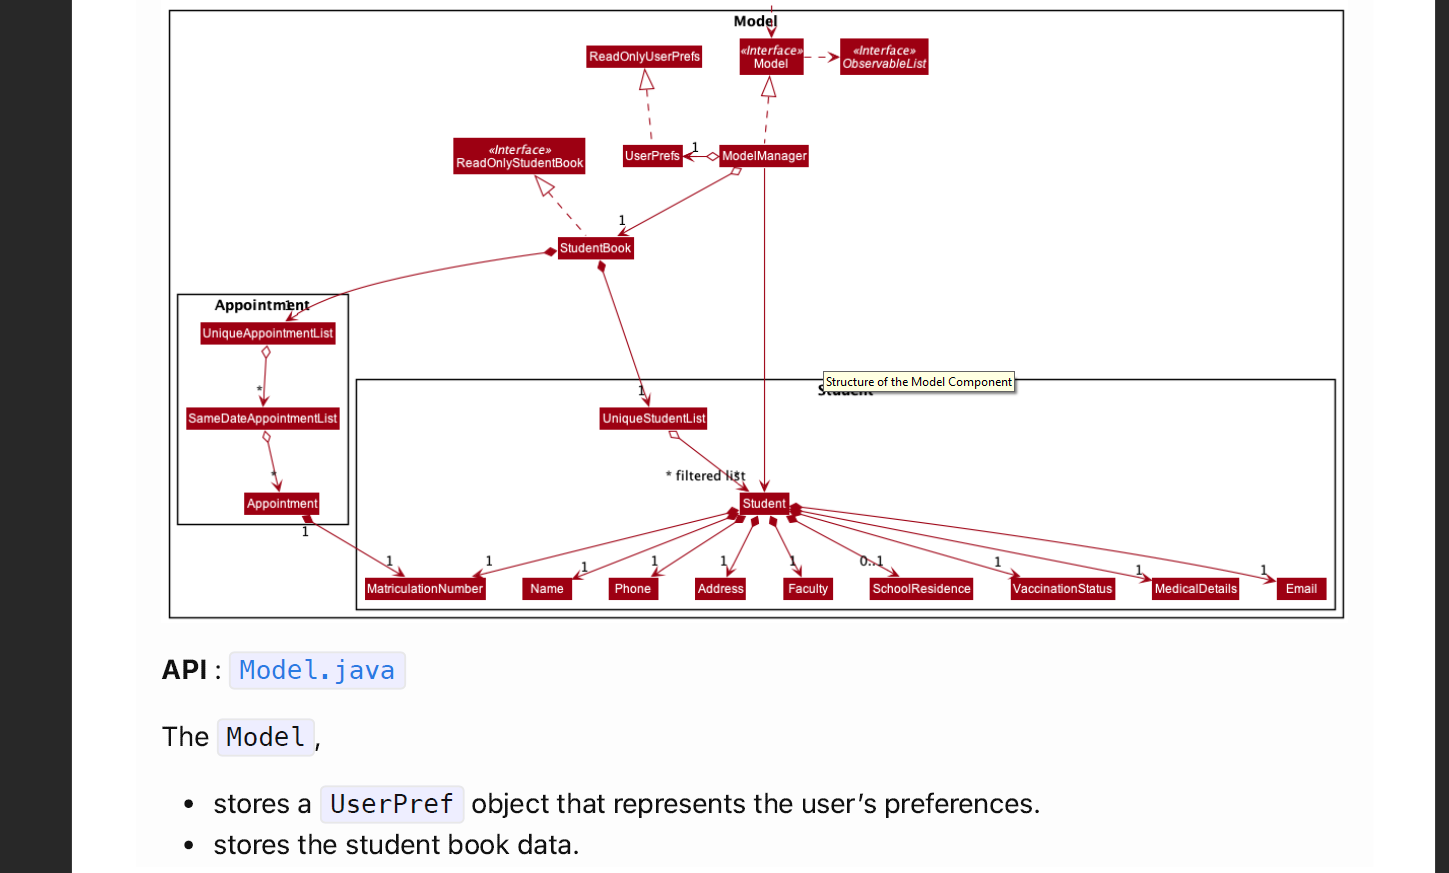 Model
ReadOnlyUserPrefs
«Interface»
Model
«Interface»
ObservableList
«Interface»
ReadOnlyStudentBook
UserPrefs
1
ModelManager
1
StudentBook
Appointment
1
UniqueAppointmentList
Structure of the Model Component
Student
*
1
SameDateAppointmentList
UniqueStudentList
*
* filtered list
*
Appointment
Student
1
1
1
1
1
1
1
0..1
1
1
1
MatriculationNumber
Name
Phone
Address
Faculty
SchoolResidence
VaccinationStatus
MedicalDetails
Email
API : Model.java
The Model,
• stores a UserPref object that represents the user’s preferences.
• stores the student book data.